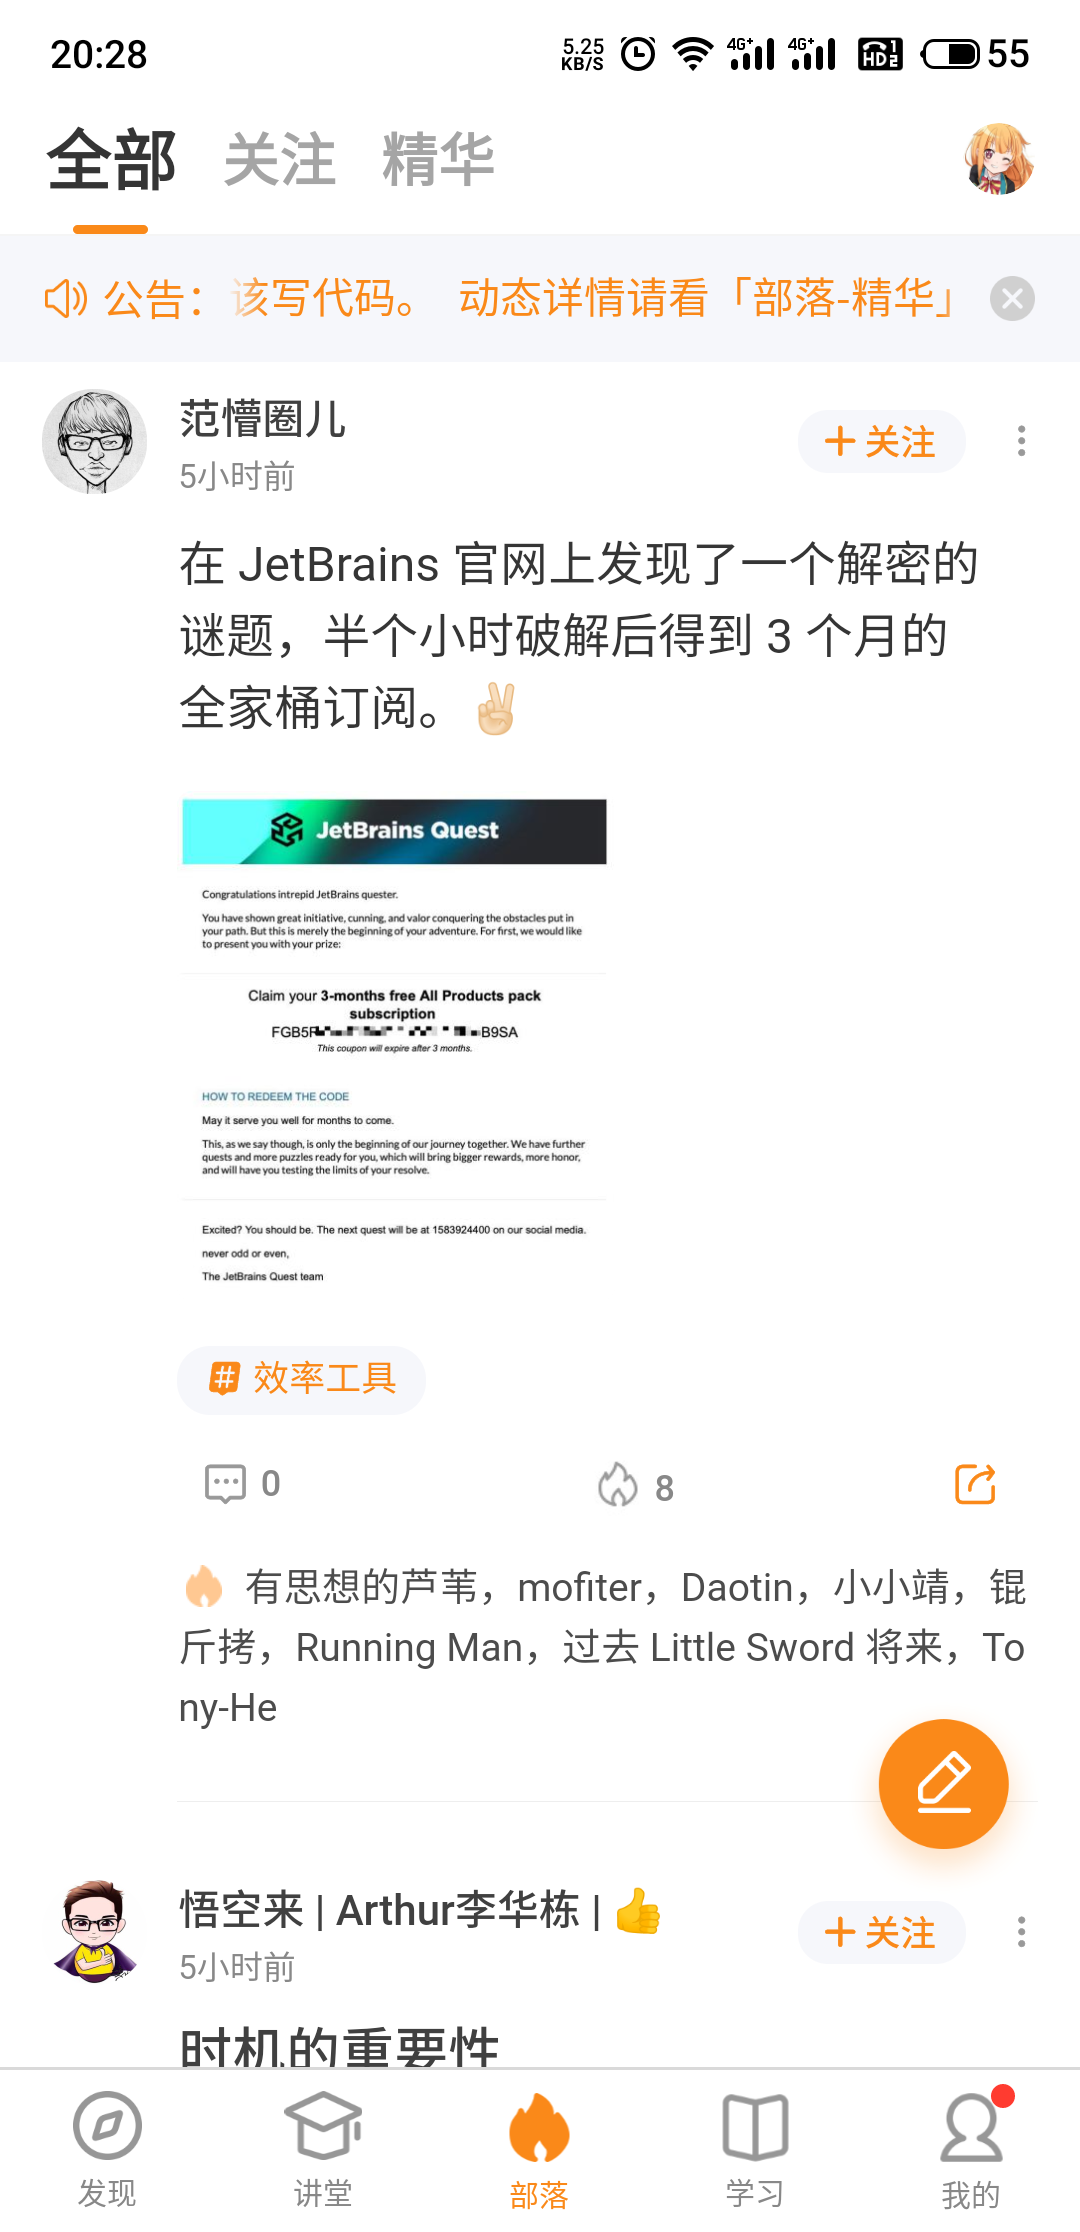 20:28
5.25 KB/S
4G+ 4G+ HD 1 2 55
全部 关注 精华
公告： 该写代码。 动态详情请看「部落-精华」
范懵圈儿
5小时前
关注
在 JetBrains 官网上发现了一个解密的
谜题，半个小时破解后得到 3 个月的
全家桶订阅。✌🏻
JetBrains Quest
Congratulations intrepid JetBrains quester.
You have shown great initiative, cunning, and valor conquering the obstacles put in
your path. But this is merely the beginning of your adventure. For first, we would like
to present you with your prize:
Claim your 3-months free All Products pack
subscription
FGB5F B9SA
This coupon will expire after 3 months.
HOW TO REDEEM THE CODE
May it serve you well for months to come.
This, as we say though, is only the beginning of our journey together. We have further
quests and more puzzles ready for you, which will bring bigger rewards, more honor,
and will have you testing the limits of your resolve.
Excited? You should be. The next quest will be at 1583924400 on our social media.
never odd or even,
The JetBrains Quest team
# 效率工具
0
8
有思想的芦苇，mofiter，Daotin，小小靖，锟
斤拷，Running Man，过去 Little Sword 将来，To
ny-He
悟空来 | Arthur李华栋 | 👍
5小时前
关注
时机的重要性
发现 讲堂 部落 学习 我的